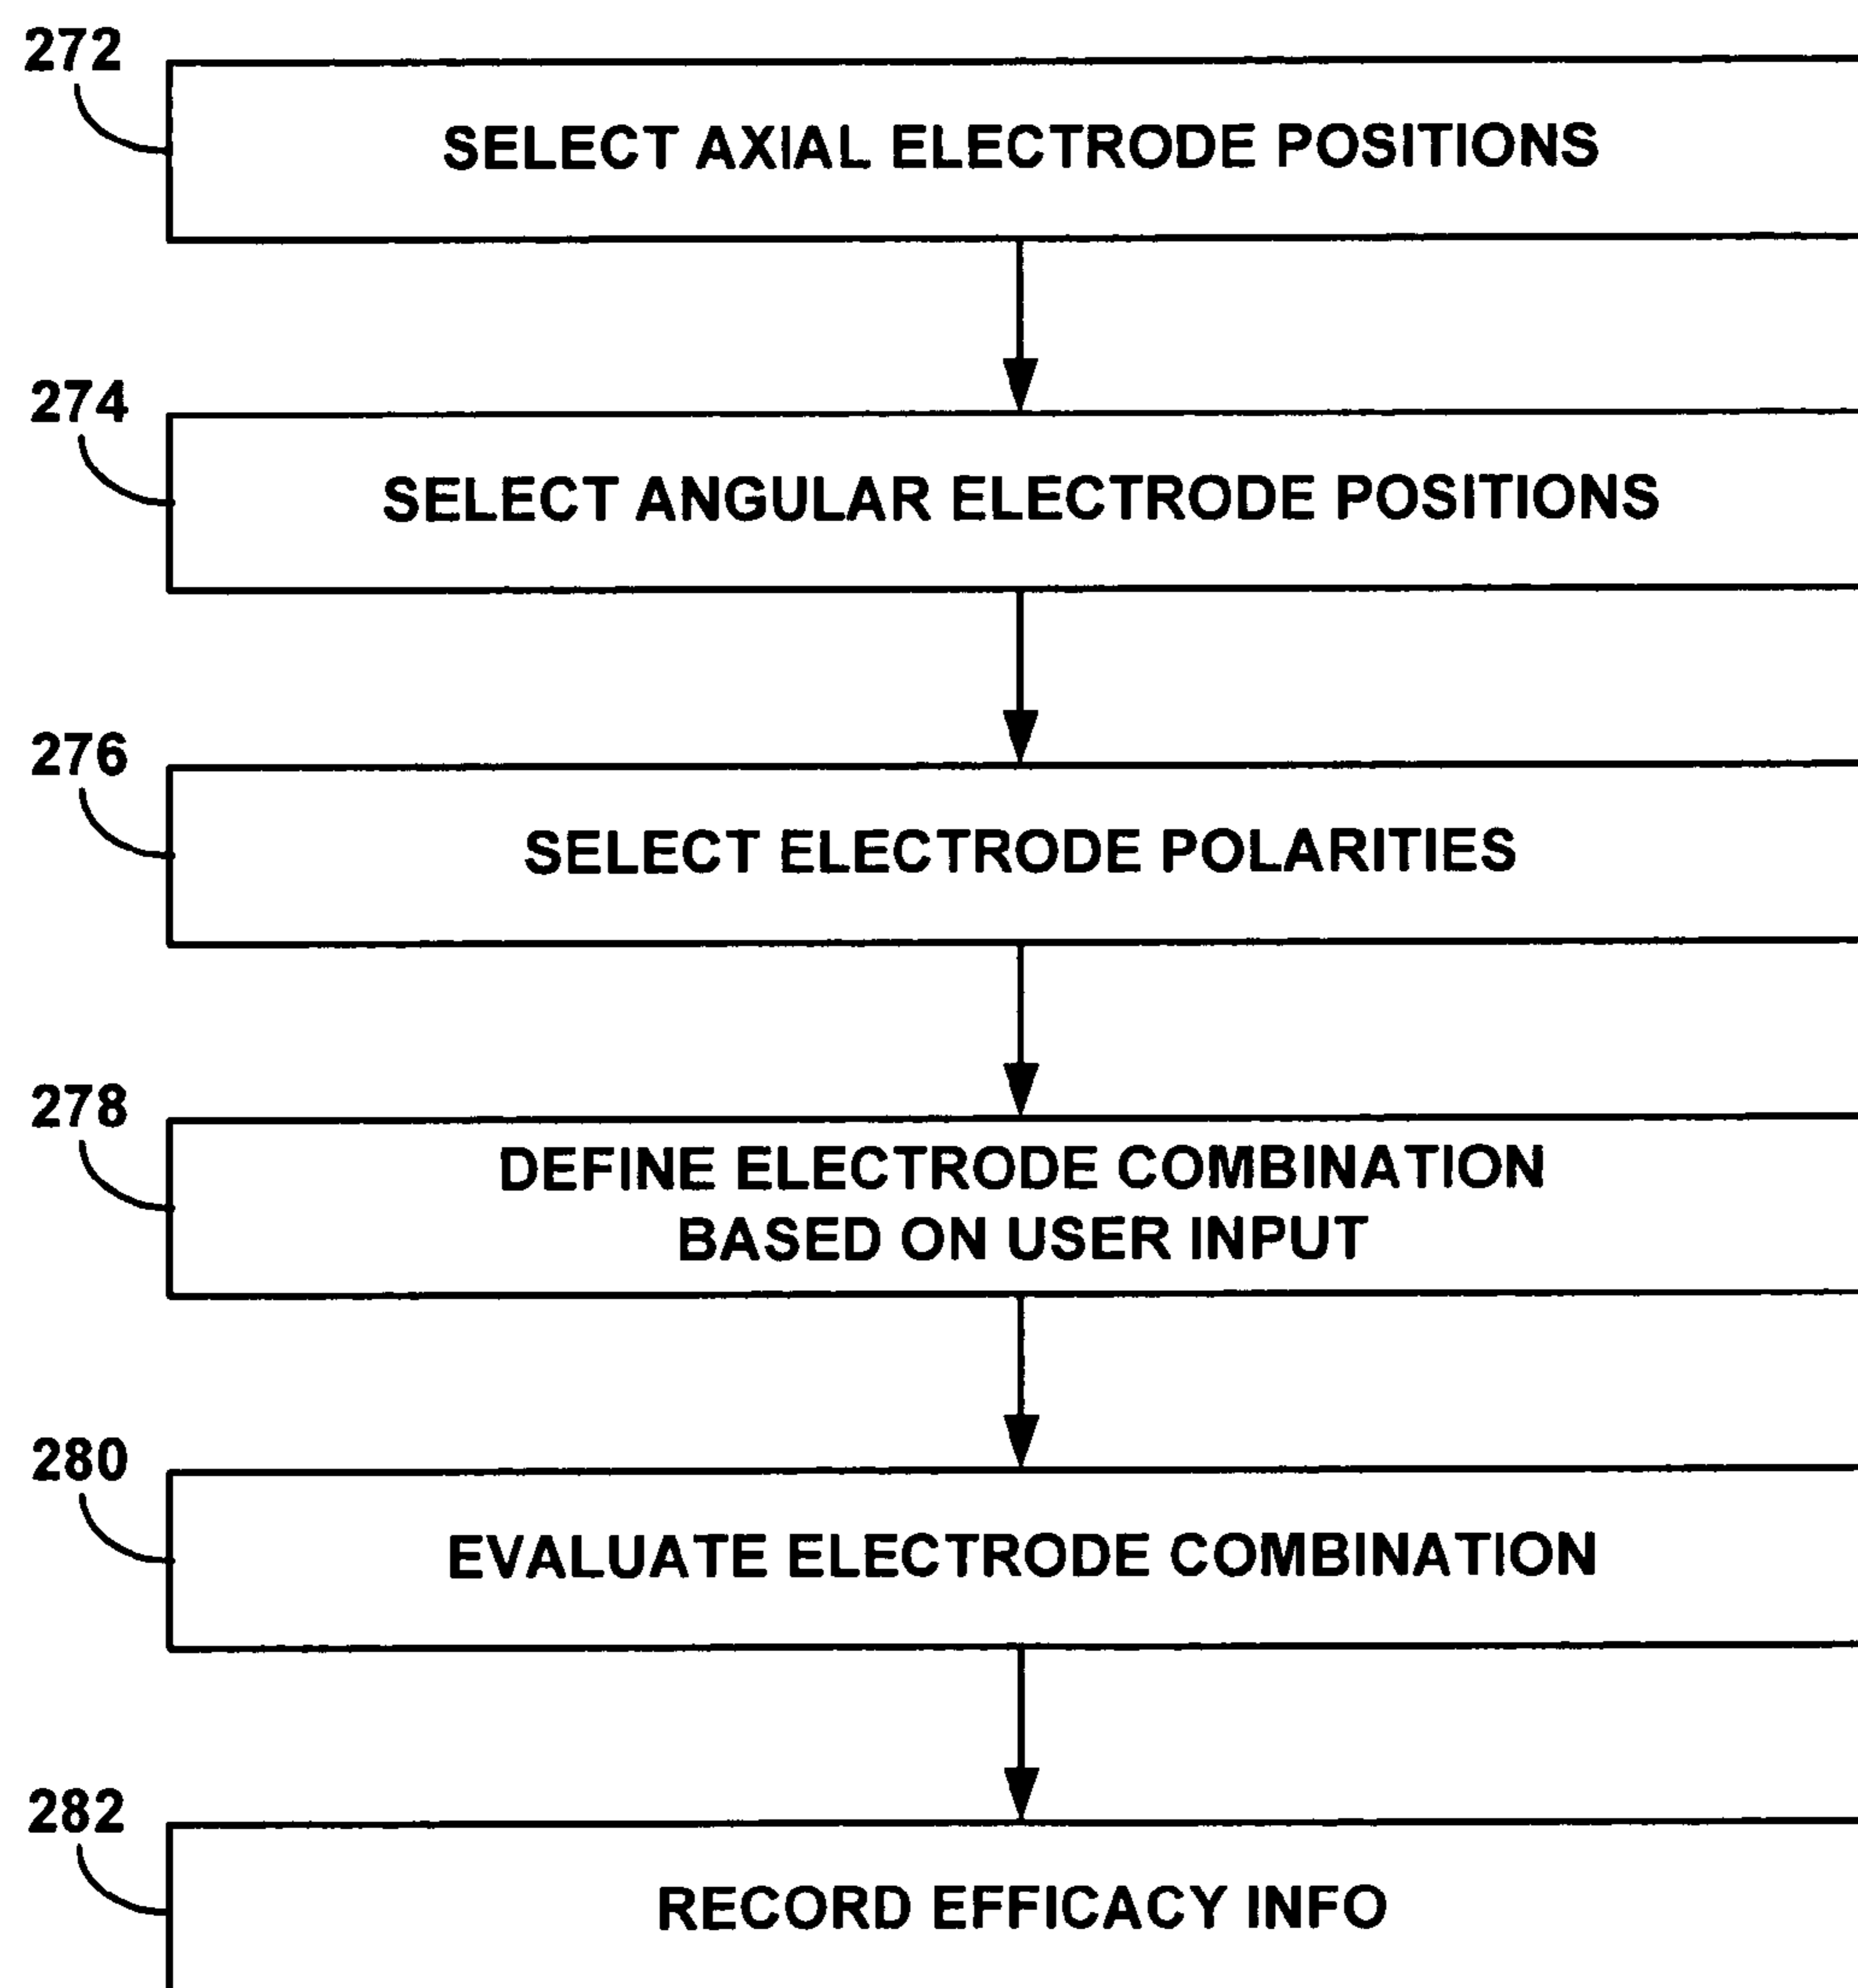 272
SELECT AXIAL ELECTRODE POSITIONS
274
SELECT ANGULAR ELECTRODE POSITIONS
276
SELECT ELECTRODE POLARITIES
278
DEFINE ELECTRODE COMBINATION
BASED ON USER INPUT
280
EVALUATE ELECTRODE COMBINATION
282
RECORD EFFICACY INFO